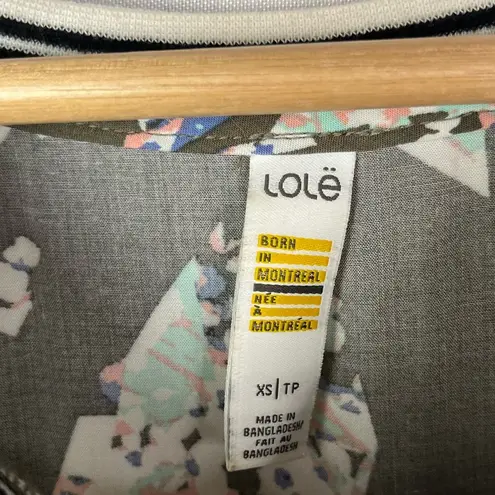 LOLË
BORN
IN
MONTREAL
NÉE
À
MONTRÉAL
XS|TP
MADE IN
BANGLADESH/
FAIT AU
BANGLADESH